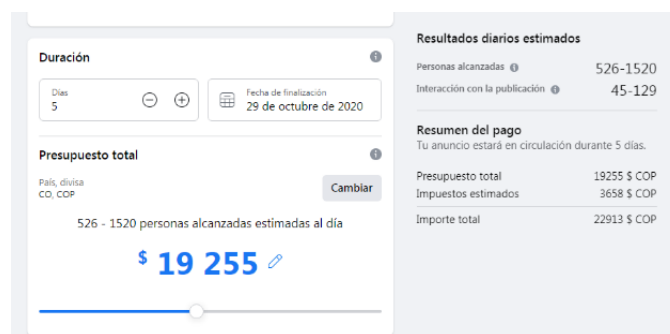 Duración
Días
5
Fecha de finalización
29 de octubre de 2020
Presupuesto total
País, divisa
CO, COP
Cambiar
526 - 1520 personas alcanzadas estimadas al día
$ 19 255
Resultados diarios estimados
Personas alcanzadas 526-1520
Interacción con la publicación 45-129
Resumen del pago
Tu anuncio estará en circulación durante 5 días.
Presupuesto total 19255 $ COP
Impuestos estimados 3658 $ COP
Importe total 22913 $ COP